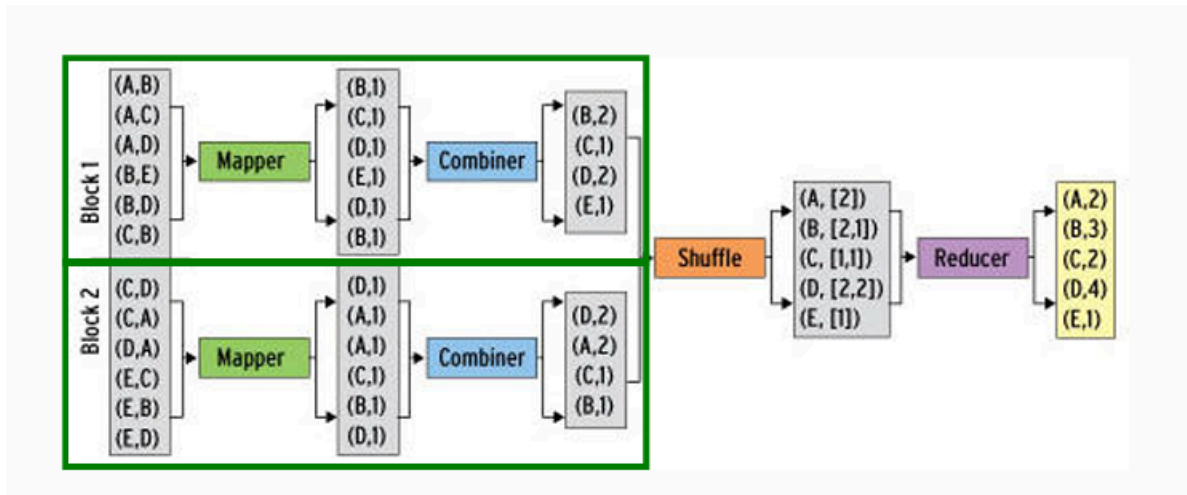 Block 1
(A,B)
(A,C)
(A,D)
(B,E)
(B,D)
(C,B)
Mapper
(B,1)
(C,1)
(D,1)
(E,1)
(D,1)
(B,1)
Combiner
(B,2)
(C,1)
(D,2)
(E,1)
Block 2
(C,D)
(C,A)
(D,A)
(E,C)
(E,B)
(E,D)
Mapper
(D,1)
(A,1)
(A,1)
(C,1)
(B,1)
(D,1)
Combiner
(D,2)
(A,2)
(C,1)
(B,1)
Shuffle
(A, [2])
(B, [2,1])
(C, [1,1])
(D, [2,2])
(E, [1])
Reducer
(A,2)
(B,3)
(C,2)
(D,4)
(E,1)